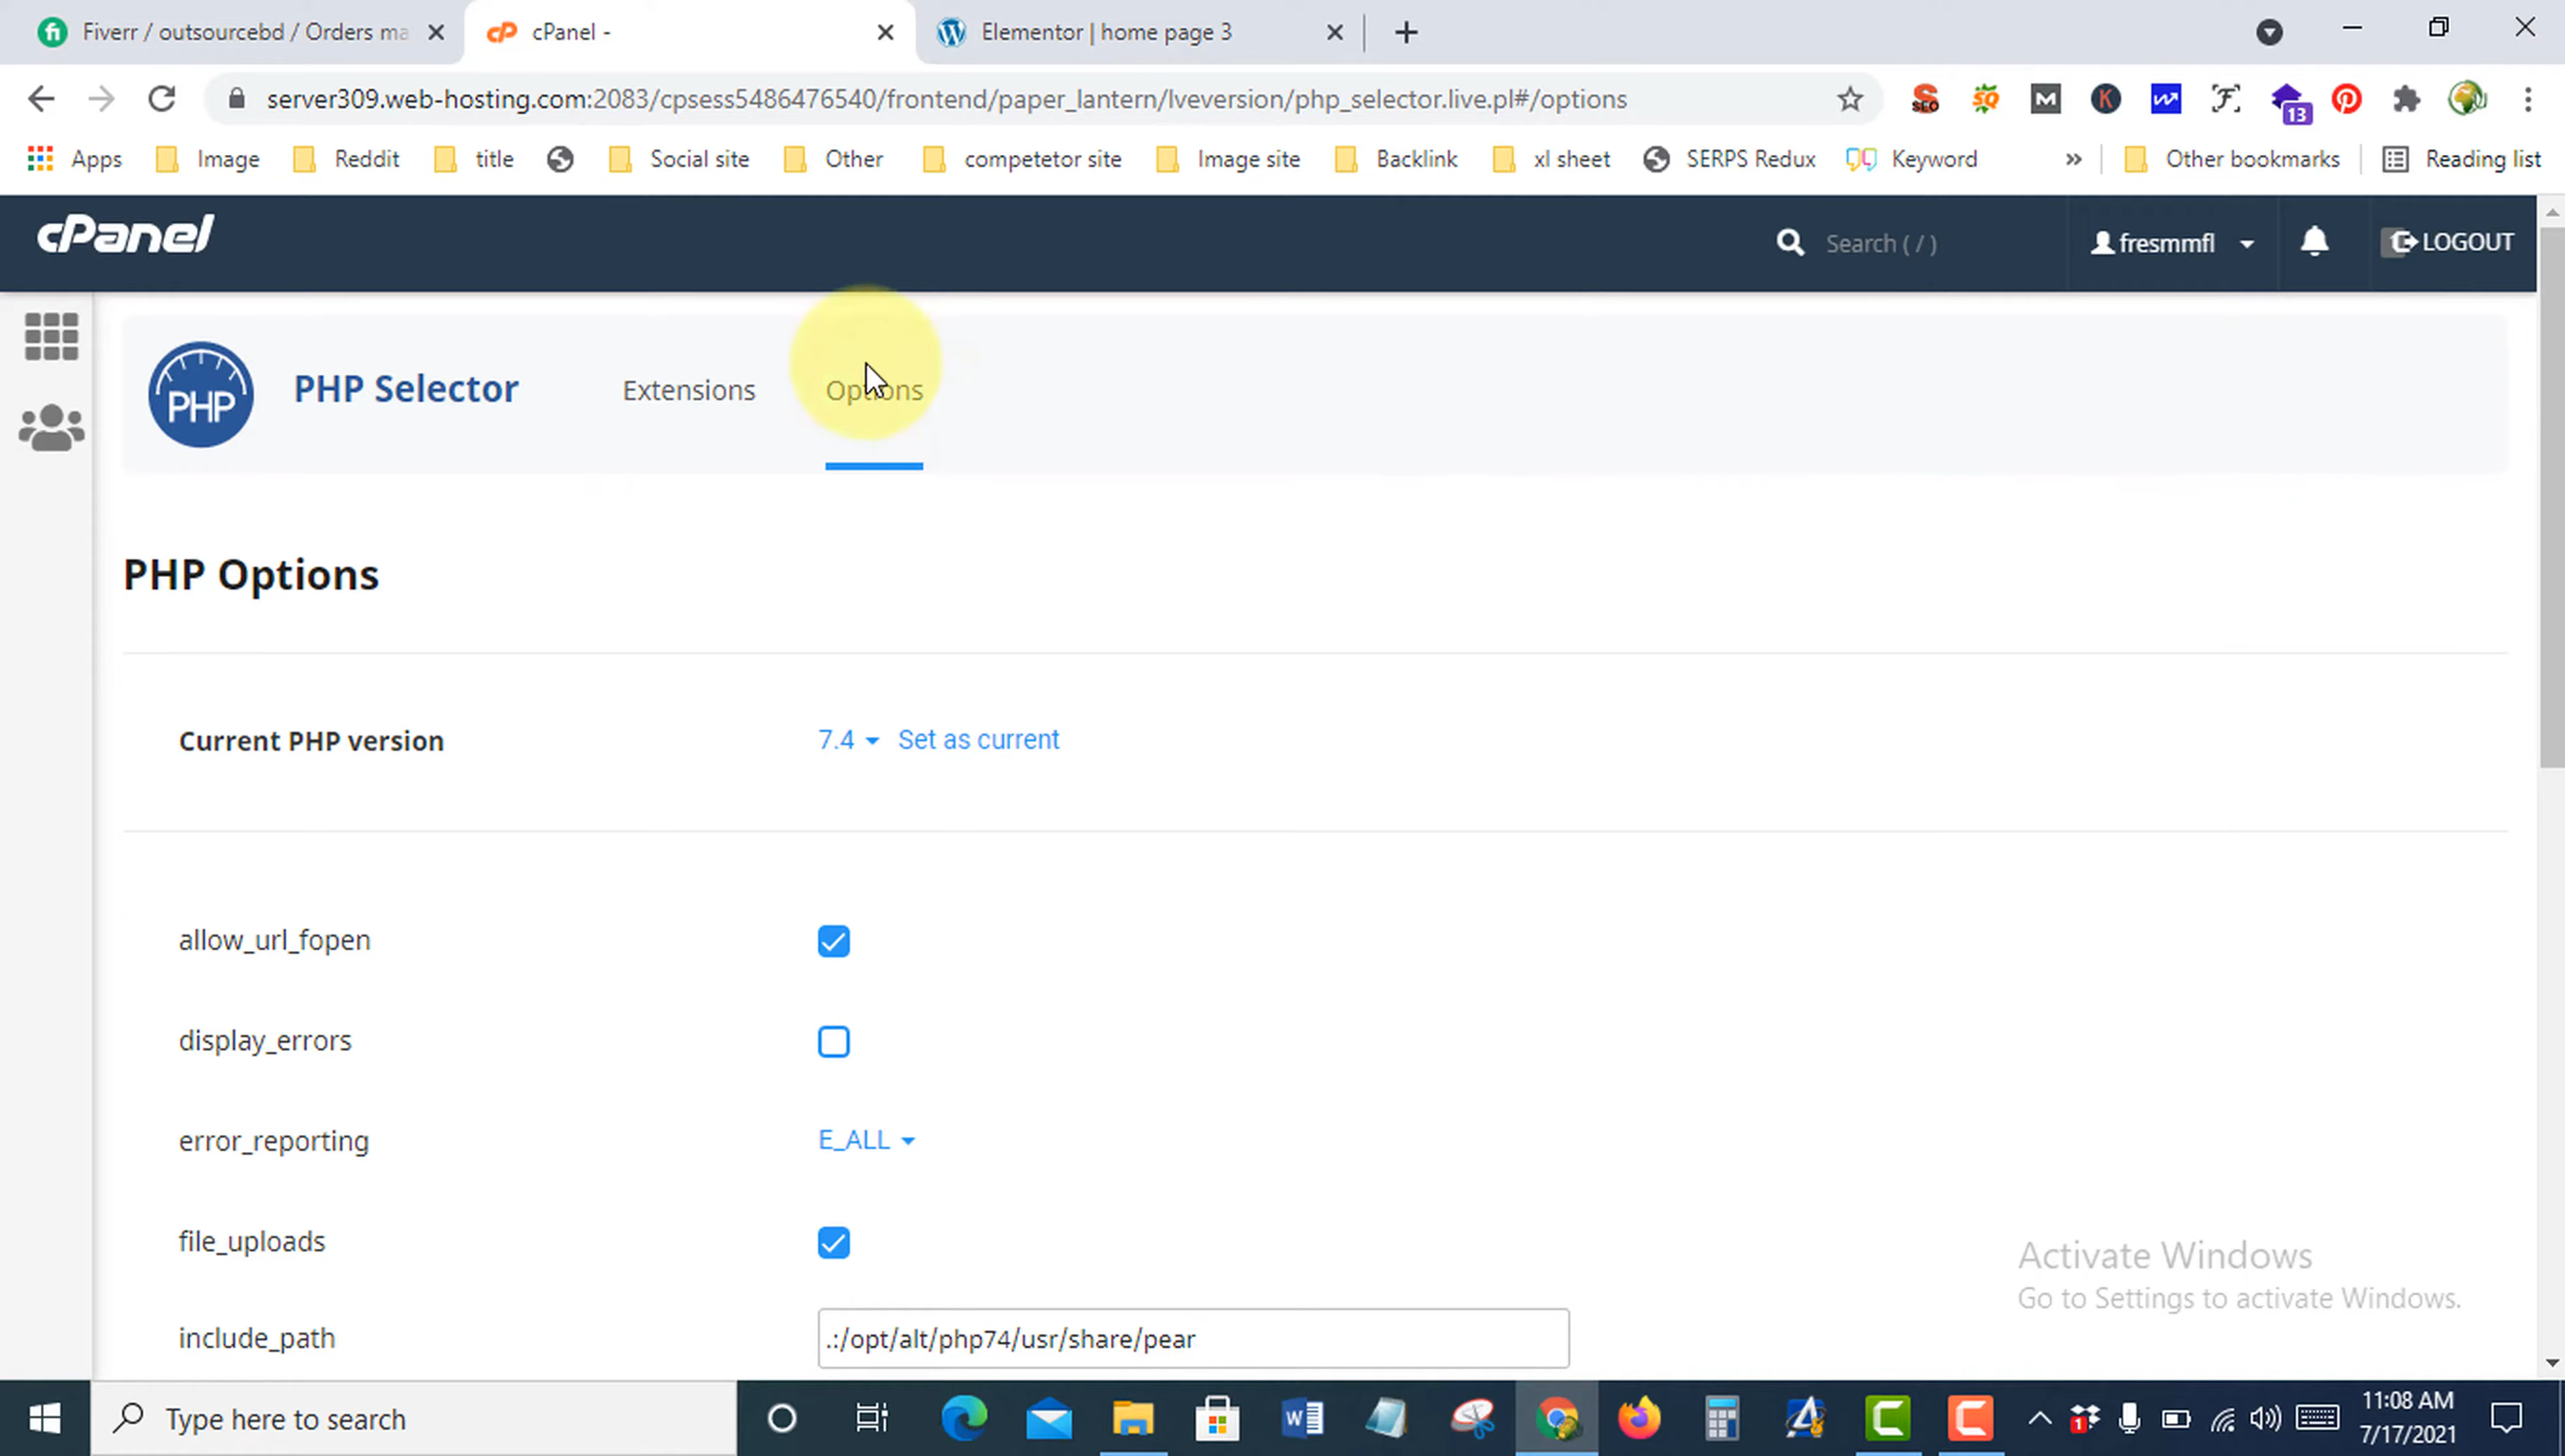 Fiverr / outsourcebd / Orders ma
cPanel -
Elementor | home page 3
server309.web-hosting.com:2083/cpsess5486476540/frontend/paper_lantern/lveversion/php_selector.live.pl#/options
13
Apps Image Reddit title Social site Other competetor site Image site Backlink xl sheet SERPS Redux Keyword » Other bookmarks Reading list
cPanel Search ( / ) fresmmfl LOGOUT
PHP PHP Selector Extensions Options
PHP Options
Current PHP version 7.4 Set as current
allow_url_fopen
display_errors
error_reporting E_ALL
file_uploads
include_path .:/opt/alt/php74/usr/share/pear
Activate Windows
Go to Settings to activate Windows.
Type here to search
11:08 AM
7/17/2021